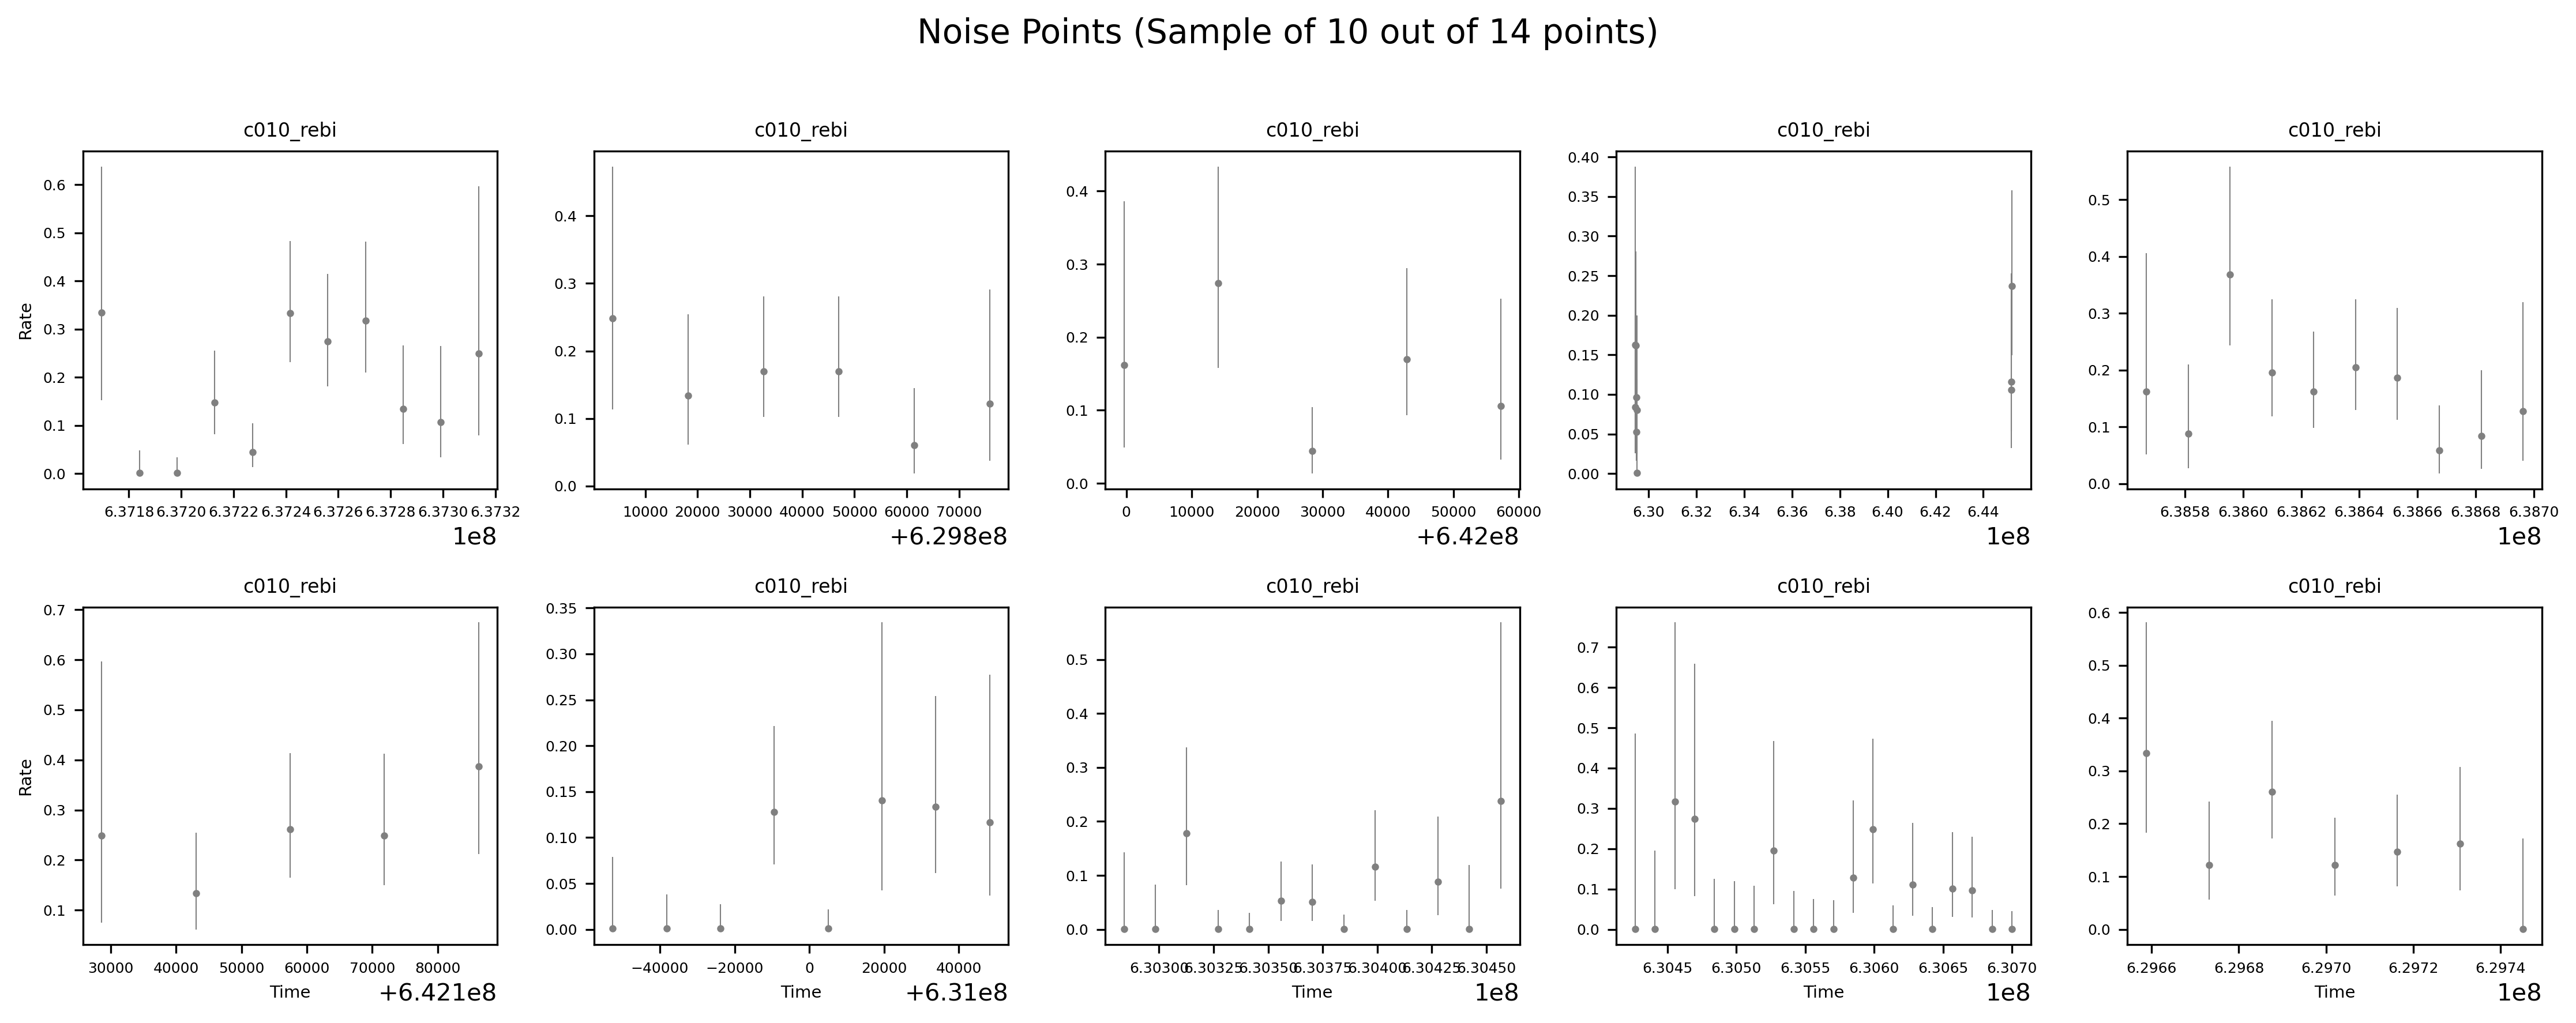 Noise Points (Sample of 10 out of 14 points)
c010_rebi c010_rebi c010_rebi c010_rebi c010_rebi
Rate
0.6 0.5 0.4 0.3 0.2 0.1 0.0
6.3718 6.3720 6.3722 6.3724 6.3726 6.3728 6.3730 6.3732
1e8
0.4 0.3 0.2 0.1 0.0
10000 20000 30000 40000 50000 60000 70000
+6.298e8
0.4 0.3 0.2 0.1 0.0
0 10000 20000 30000 40000 50000 60000
+6.42e8
0.40 0.35 0.30 0.25 0.20 0.15 0.10 0.05 0.00
6.30 6.32 6.34 6.36 6.38 6.40 6.42 6.44
1e8
0.5 0.4 0.3 0.2 0.1 0.0
6.3858 6.3860 6.3862 6.3864 6.3866 6.3868 6.3870
1e8
c010_rebi c010_rebi c010_rebi c010_rebi c010_rebi
Rate
0.7 0.6 0.5 0.4 0.3 0.2 0.1
30000 40000 50000 60000 70000 80000
Time +6.421e8
0.35 0.30 0.25 0.20 0.15 0.10 0.05 0.00
−40000 −20000 0 20000 40000
Time +6.31e8
0.5 0.4 0.3 0.2 0.1 0.0
6.30300 6.30325 6.30350 6.30375 6.30400 6.30425 6.30450
Time 1e8
0.7 0.6 0.5 0.4 0.3 0.2 0.1 0.0
6.3045 6.3050 6.3055 6.3060 6.3065 6.3070
Time 1e8
0.6 0.5 0.4 0.3 0.2 0.1 0.0
6.2966 6.2968 6.2970 6.2972 6.2974
Time 1e8